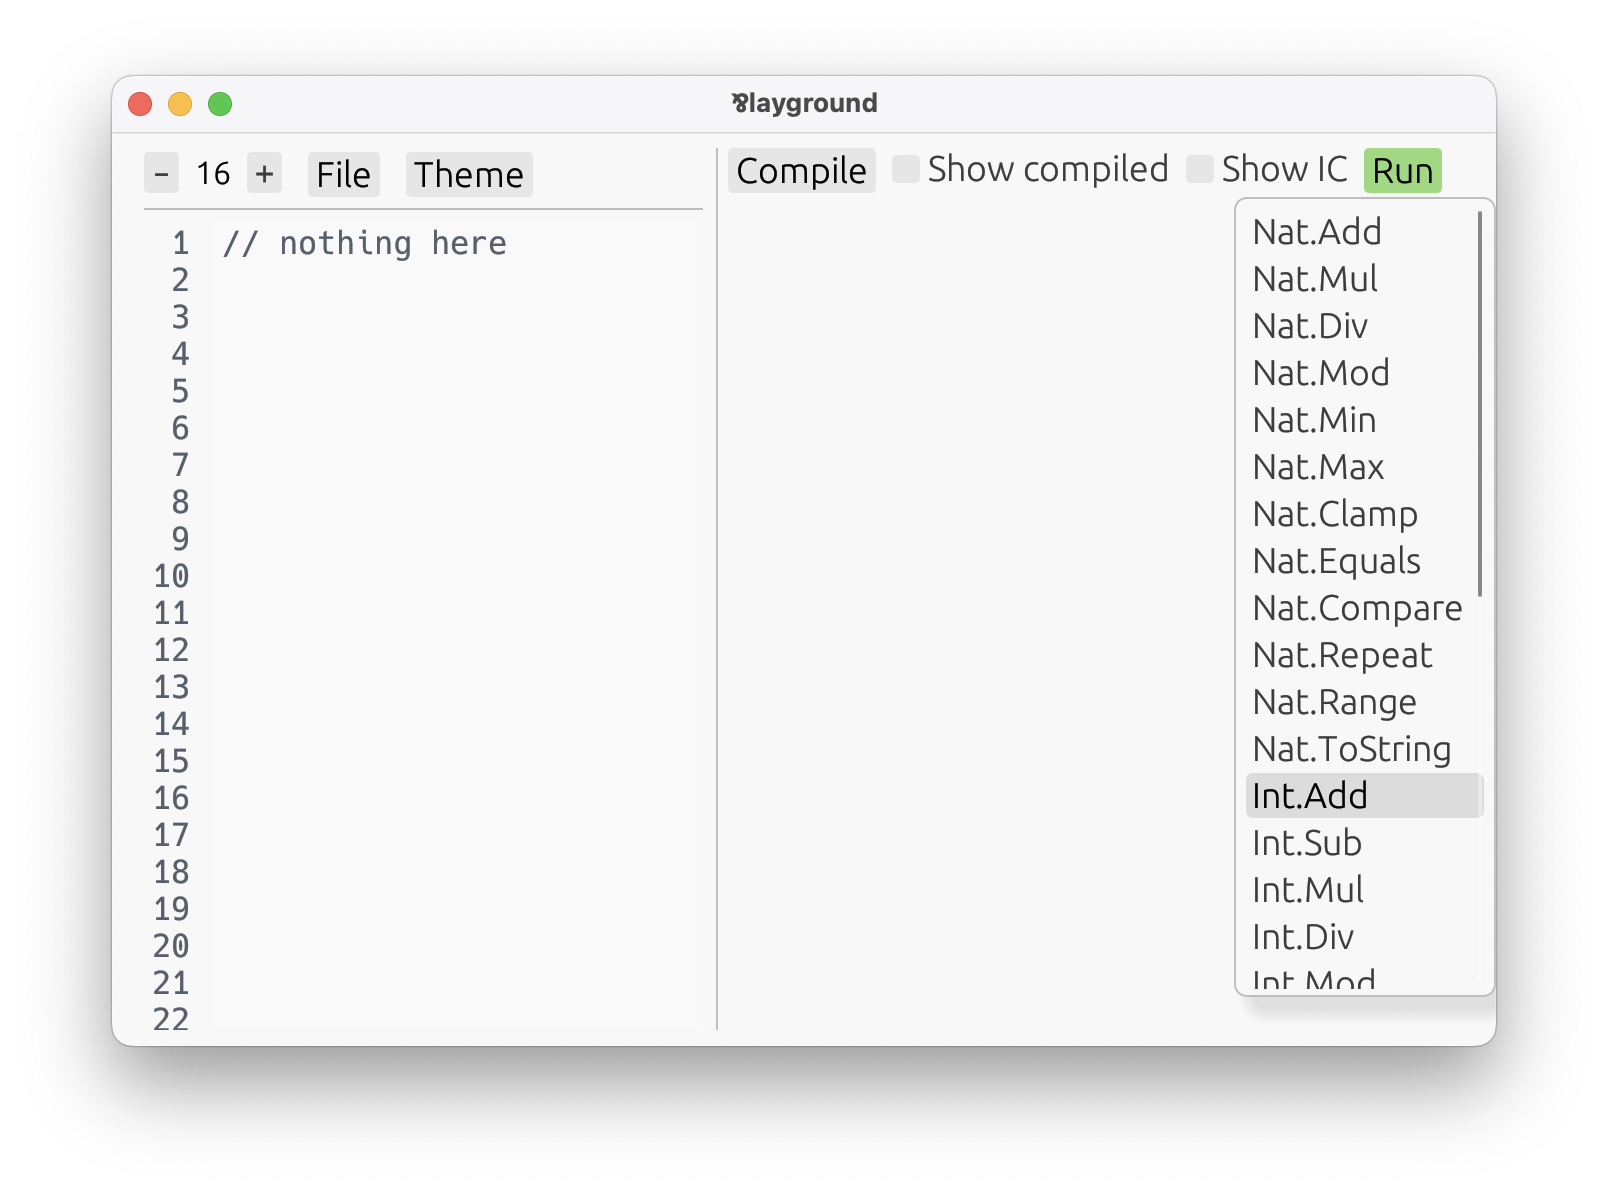 ⅋layground
- 16 + File Theme
Compile Show compiled Show IC Run
1 // nothing here
2
3
4
5
6
7
8
9
10
11
12
13
14
15
16
17
18
19
20
21
22
Nat.Add
Nat.Mul
Nat.Div
Nat.Mod
Nat.Min
Nat.Max
Nat.Clamp
Nat.Equals
Nat.Compare
Nat.Repeat
Nat.Range
Nat.ToString
Int.Add
Int.Sub
Int.Mul
Int.Div
Int.Mod